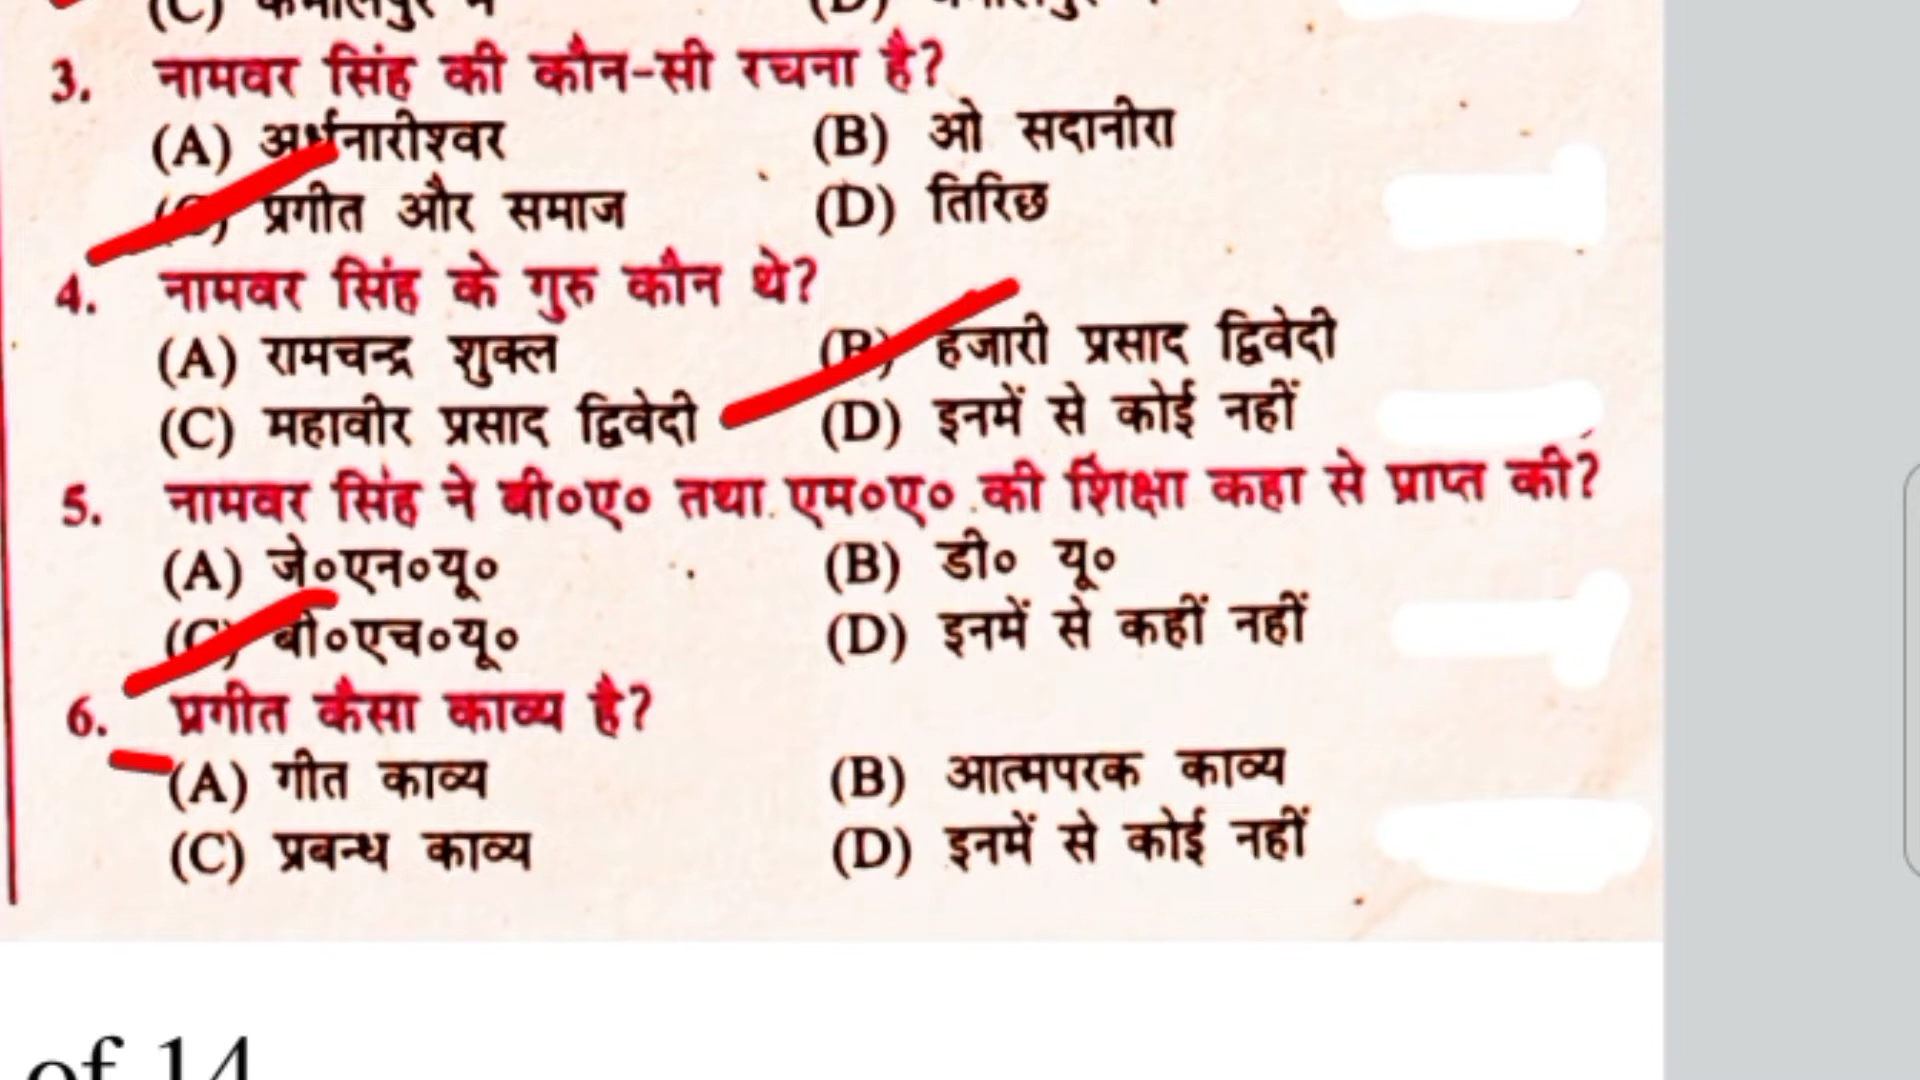 3. नामवर सिंह की कौन-सी रचना है?
(A) अर्धनारीश्वर (B) ओ सदानीरा
(C) प्रगीत और समाज (D) तिरिछ
4. नामवर सिंह के गुरु कौन थे?
(A) रामचन्द्र शुक्ल (B) हजारी प्रसाद द्विवेदी
(C) महावीर प्रसाद द्विवेदी (D) इनमें से कोई नहीं
5. नामवर सिंह ने बी०ए० तथा एम०ए० की शिक्षा कहा से प्राप्त की?
(A) जे०एन०यू० (B) डी० यू०
(C) बी०एच०यू० (D) इनमें से कहीं नहीं
6. प्रगीत कैसा काव्य है?
(A) गीत काव्य (B) आत्मपरक काव्य
(C) प्रबन्ध काव्य (D) इनमें से कोई नहीं
of 14